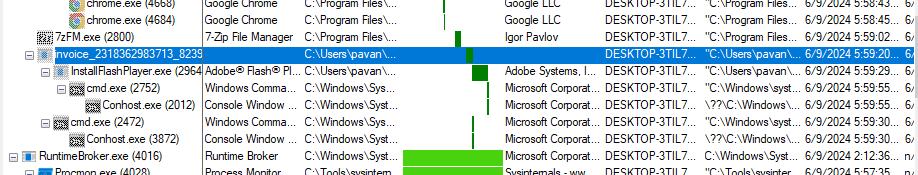 chrome.exe (4668) Google Chrome C:\Program Files\... Google LLC DESKTOP-3TIL7... "C:\Program Files\... 6/9/2024 5:58:43...
chrome.exe (4684) Google Chrome C:\Program Files\... Google LLC DESKTOP-3TIL7... "C:\Program Files\... 6/9/2024 5:58:45...
7zFM.exe (2800) 7-Zip File Manager C:\Program Files\... Igor Pavlov DESKTOP-3TIL7... "C:\Program Files\... 6/9/2024 5:59:02...
invoice_2318362983713_8239 C:\Users\pavan\... DESKTOP-3TIL7... "C:\Users\pavan\... 6/9/2024 5:59:20...
InstallFlashPlayer.exe (2964 Adobe® Flash® Pl... C:\Users\pavan\... Adobe Systems, I... DESKTOP-3TIL7... "C:\Users\pavan\... 6/9/2024 5:59:29...
cmd.exe (2752) Windows Comma... C:\Windows\Sys... Microsoft Corporat... DESKTOP-3TIL7... "C:\Windows\syst... 6/9/2024 5:59:55...
Conhost.exe (2012) Console Window ... C:\Windows\Syst... Microsoft Corporat... DESKTOP-3TIL7... \??\C:\Windows\... 6/9/2024 5:59:55...
cmd.exe (2472) Windows Comma... C:\Windows\Sys... Microsoft Corporat... DESKTOP-3TIL7... "C:\Windows\syst... 6/9/2024 5:59:30...
Conhost.exe (3872) Console Window ... C:\Windows\Syst... Microsoft Corporat... DESKTOP-3TIL7... \??\C:\Windows\... 6/9/2024 5:59:30...
RuntimeBroker.exe (4016) Runtime Broker C:\Windows\Syst... Microsoft Corporat... DESKTOP-3TIL7... C:\Windows\Syst... 6/9/2024 2:12:36... n/
Procmon.exe (4028) Process Monitor C:\Tools\sysinter... Sysinternals - ww... DESKTOP-3TIL7... "C:\Tools\sysinter... 6/9/2024 5:57:35...